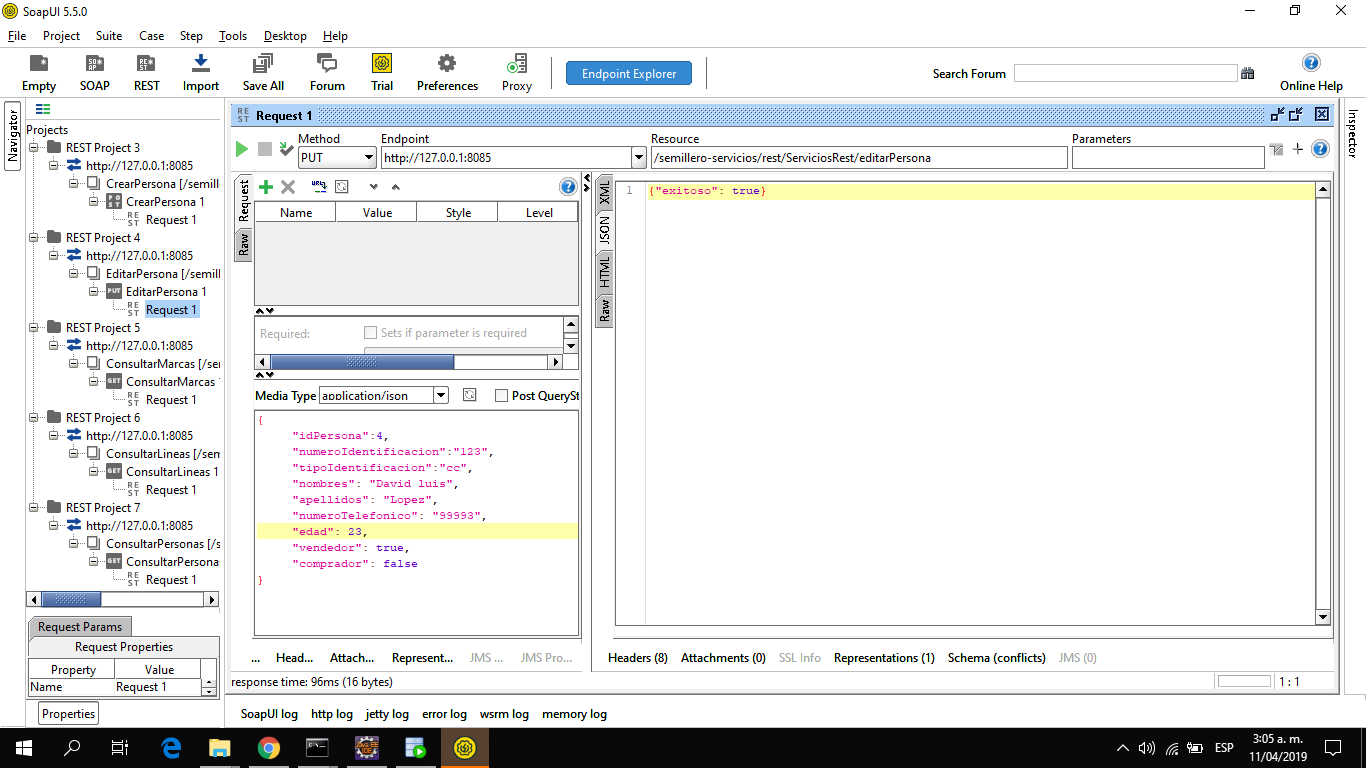 SoapUI 5.5.0
File Project Suite Case Step Tools Desktop Help
Empty SOAP REST Import Save All Forum Trial Preferences Proxy Endpoint Explorer Search Forum Online Help
Navigator
Projects
REST Project 3
http://127.0.0.1:8085
CrearPersona [/semill
CrearPersona 1
Request 1
REST Project 4
http://127.0.0.1:8085
EditarPersona [/semill
EditarPersona 1
Request 1
REST Project 5
http://127.0.0.1:8085
ConsultarMarcas [/sen
ConsultarMarcas
Request 1
REST Project 6
http://127.0.0.1:8085
ConsultarLineas [/sem
ConsultarLineas 1
Request 1
REST Project 7
http://127.0.0.1:8085
ConsultarPersonas [/s
ConsultarPersona
Request 1
Request Params
Request Properties
Property Value
Name Request 1
Properties
Request 1
Method Endpoint Resource Parameters
PUT http://127.0.0.1:8085 /semillero-servicios/rest/ServiciosRest/editarPersona
Request
Raw
Name Value Style Level
Required: Sets if parameter is required
Media Type application/json Post QuerySt
{
"idPersona":4,
"numeroIdentificacion":"123",
"tipoIdentificacion":"cc",
"nombres": "David luis",
"apellidos": "Lopez",
"numeroTelefonico": "99993",
"edad": 23,
"vendedor": true,
"comprador": false
}
... Head... Attach... Represent... JMS ... JMS Pro...
XML
JSON
HTML
Raw
1 {"exitoso": true}
Headers (8) Attachments (0) SSL Info Representations (1) Schema (conflicts) JMS (0)
response time: 96ms (16 bytes) 1 : 1
Inspector
SoapUI log http log jetty log error log wsrm log memory log
ESP
3:05 a. m.
11/04/2019